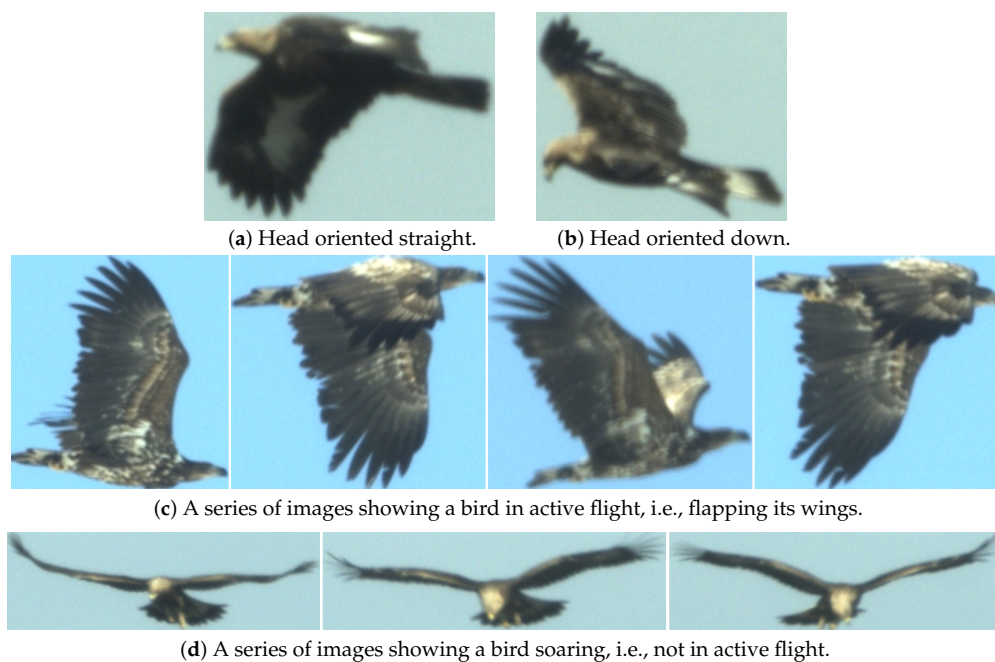 (a) Head oriented straight.
(b) Head oriented down.
(c) A series of images showing a bird in active flight, i.e., flapping its wings.
(d) A series of images showing a bird soaring, i.e., not in active flight.